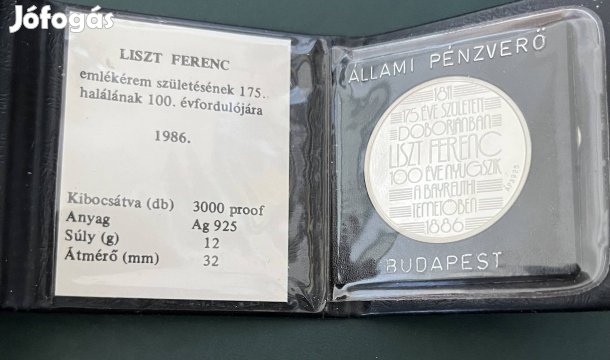 Jófogás
LISZT FERENC
emlékérem születésének 175.
halálának 100. évfordulójára
1986.
Kibocsátva (db) 3000 proof
Anyag Ag 925
Súly (g) 12
Átmérő (mm) 32
ÁLLAMI PÉNZVERŐ
1811
175 ÉVE SZÜLETETT
DOBORJÁNBAN
LISZT FERENC
100 ÉVE NYUGSZIK
A BAYREUTHI
TEMETŐBEN
1886
BUDAPEST